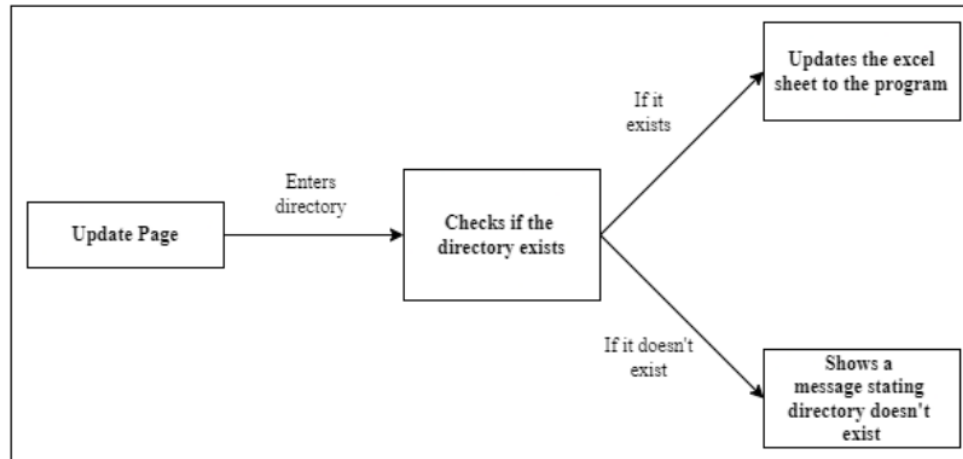 Update Page
Enters
directory
Checks if the
directory exists
If it
exists
Updates the excel
sheet to the program
If it doesn't
exist
Shows a
message stating
directory doesn't
exist